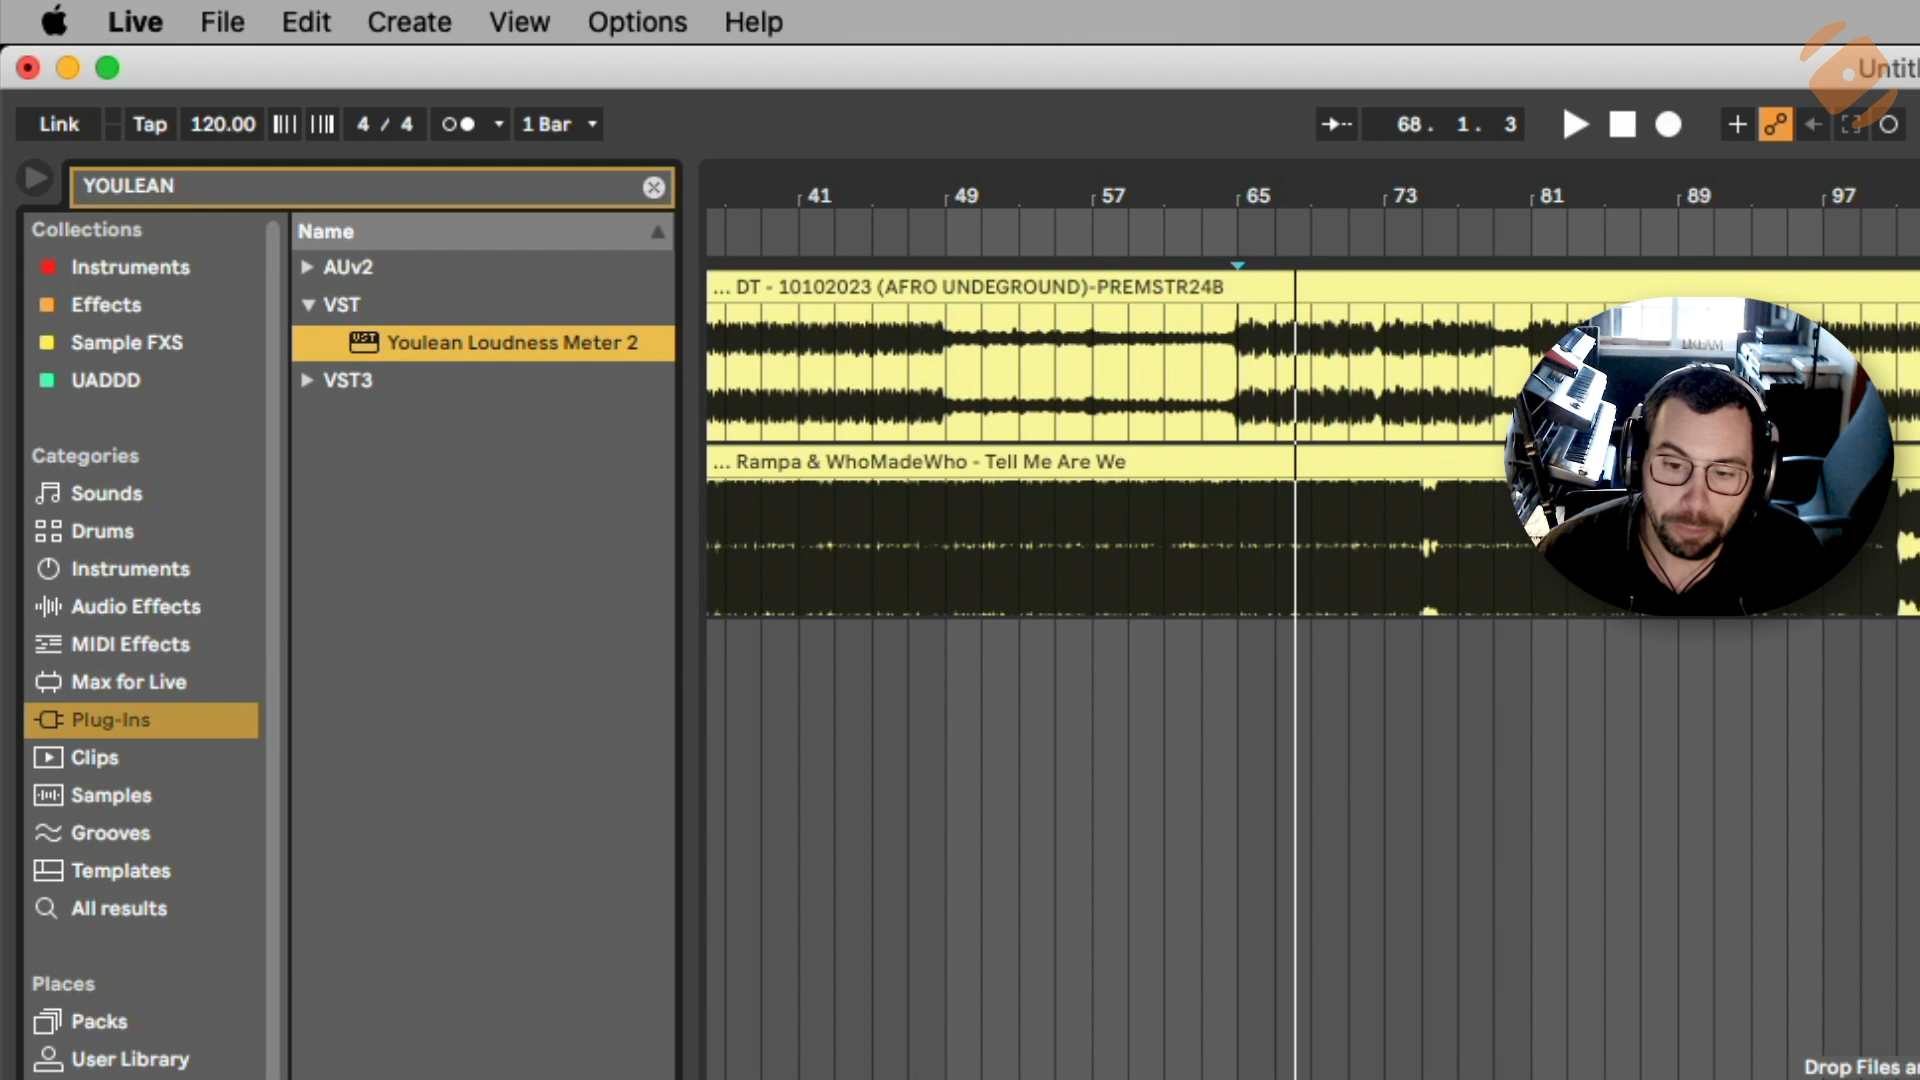 Live File Edit Create View Options Help
Untitl
Link Tap 120.00 4 / 4 1 Bar 68. 1. 3
YOULEAN
41 49 57 65 73 81 89 97
Collections
Instruments
Effects
Sample FXS
UADDD
Categories
Sounds
Drums
Instruments
Audio Effects
MIDI Effects
Max for Live
Plug-Ins
Clips
Samples
Grooves
Templates
All results
Places
Packs
User Library
Name
AUv2
VST
VST Youlean Loudness Meter 2
VST3
... DT - 10102023 (AFRO UNDEGROUND)-PREMSTR24B
... Rampa & WhoMadeWho - Tell Me Are We
DREAM
Drop Files an